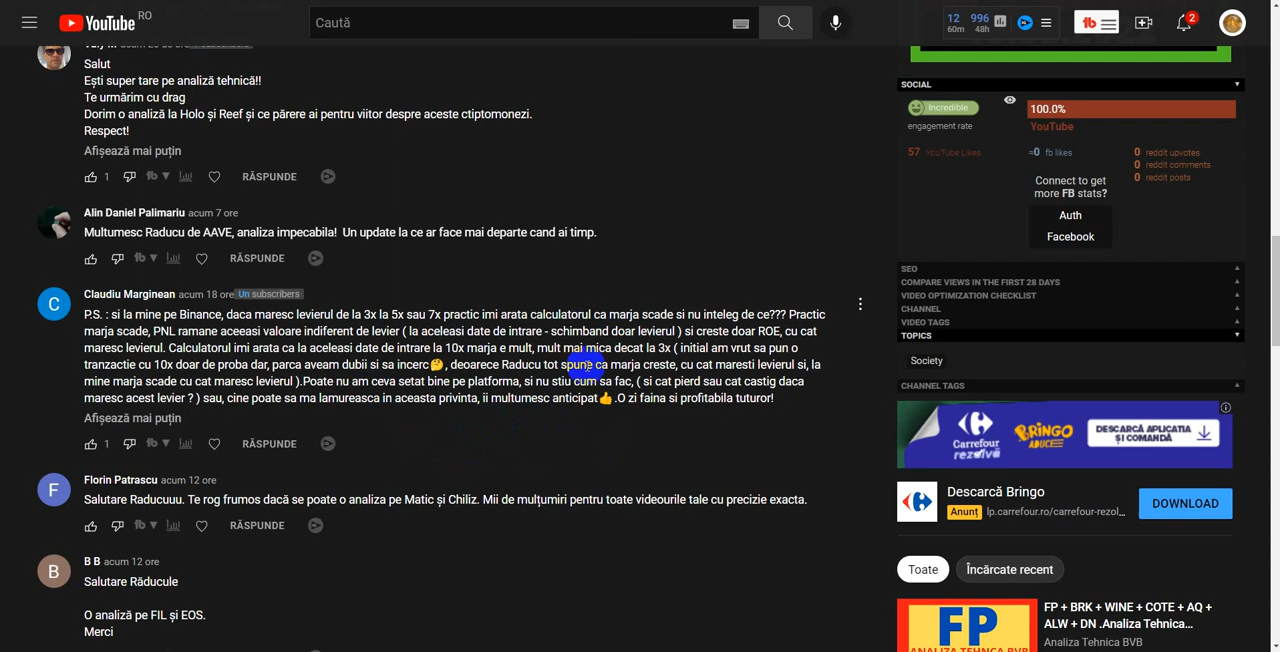 YouTube RO
Caută
12 996
60m 48h
tb
2
Salut
Ești super tare pe analiză tehnică!!
Te urmărim cu drag
Dorim o analiză la Holo și Reef și ce părere ai pentru viitor despre aceste ctiptomonezi.
Respect!
Afișează mai puțin
1 tb RĂSPUNDE
Alin Daniel Palimariu acum 7 ore
Multumesc Raducu de AAVE, analiza impecabila! Un update la ce ar face mai departe cand ai timp.
tb RĂSPUNDE
C
Claudiu Marginean acum 18 ore Un subscribers
P.S. : si la mine pe Binance, daca maresc levierul de la 3x la 5x sau 7x practic imi arata calculatorul ca marja scade si nu inteleg de ce??? Practic
marja scade, PNL ramane aceeasi valoare indiferent de levier ( la aceleasi date de intrare - schimband doar levierul ) si creste doar ROE, cu cat
maresc levierul. Calculatorul imi arata ca la aceleasi date de intrare la 10x marja e mult, mult mai mica decat la 3x ( initial am vrut sa pun o
tranzactie cu 10x doar de proba dar, parca aveam dubii si sa incerc🤔, deoarece Raducu tot spune ca marja creste, cu cat maresti levierul si, la
mine marja scade cu cat maresc levierul ).Poate nu am ceva setat bine pe platforma, si nu stiu cum sa fac, ( si cat pierd sau cat castig daca
maresc acest levier ? ) sau, cine poate sa ma lamureasca in aceasta privinta, ii multumesc anticipat👍.O zi faina si profitabila tuturor!
Afișează mai puțin
1 tb RĂSPUNDE
F
Florin Patrascu acum 12 ore
Salutare Raducuuu. Te rog frumos dacă se poate o analiza pe Matic și Chiliz. Mii de mulțumiri pentru toate videourile tale cu precizie exacta.
tb RĂSPUNDE
B
B B acum 12 ore
Salutare Răducule
O analiză pe FIL și EOS.
Merci
SOCIAL
Incredible
engagement rate
100.0%
YouTube
57 YouTube Likes
≈0 fb likes
0 reddit upvotes
0 reddit comments
0 reddit posts
Connect to get
more FB stats?
Auth
Facebook
SEO
COMPARE VIEWS IN THE FIRST 28 DAYS
VIDEO OPTIMIZATION CHECKLIST
CHANNEL
VIDEO TAGS
TOPICS
Society
CHANNEL TAGS
Carrefour
rezolvă
BRINGO
ADUCE
DESCARCĂ APLICAȚIA
ȘI COMANDĂ
Descarcă Bringo
Anunț lp.carrefour.ro/carrefour-rezol...
DOWNLOAD
Toate
Încărcate recent
FP
ANALIZA TEHNCA BVB
FP + BRK + WINE + COTE + AQ +
ALW + DN .Analiza Tehnica...
Analiza Tehnica BVB